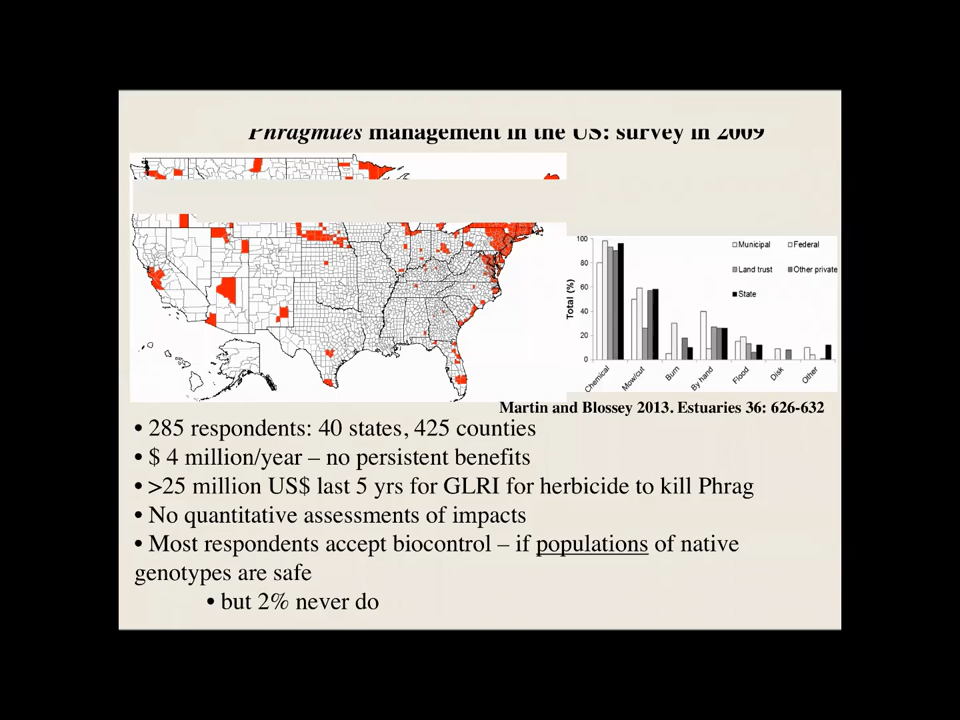 Phragmites management in the US: survey in 2009
100
80
60
40
20
0
Total (%)
Municipal
Federal
Land trust
Other private
State
Chemical
Mow/cut
Burn
By hand
Flood
Disk
Other
Martin and Blossey 2013. Estuaries 36: 626-632
• 285 respondents: 40 states, 425 counties
• $ 4 million/year – no persistent benefits
• >25 million US$ last 5 yrs for GLRI for herbicide to kill Phrag
• No quantitative assessments of impacts
• Most respondents accept biocontrol – if populations of native
genotypes are safe
• but 2% never do